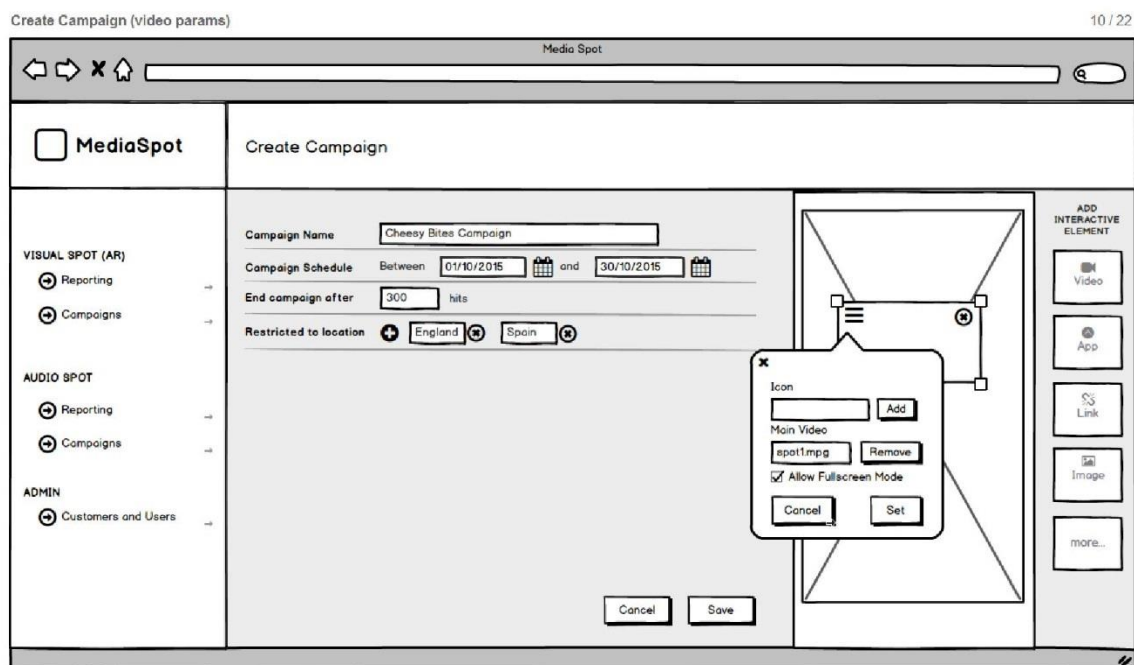 Create Campaign (video params) 10 / 22
Media Spot
MediaSpot
Create Campaign
VISUAL SPOT (AR)
Reporting
Campaigns
AUDIO SPOT
Reporting
Campaigns
ADMIN
Customers and Users
Campaign Name Cheesy Bites Campaign
Campaign Schedule Between 01/10/2015 and 30/10/2015
End campaign after 300 hits
Restricted to location England Spain
Cancel Save
Icon
Add
Main Video
spot1.mpg Remove
Allow Fullscreen Mode
Cancel Set
ADD
INTERACTIVE
ELEMENT
Video
App
Link
Image
more...